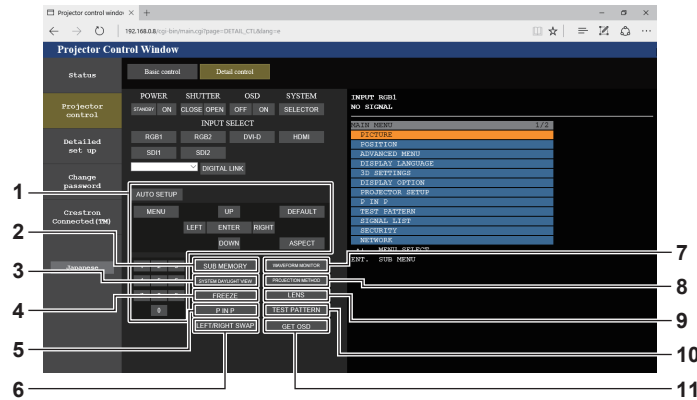 Projector control window
192.168.0.8/cgi-bin/main.cgi?page=DETAIL_CTL&lang=e
Projector Control Window
Status
Projector
control
Detailed
set up
Change
password
Crestron
Connected(TM)
Japanese
Basic control Detail control
POWER SHUTTER OSD SYSTEM
STANDBY ON CLOSE OPEN OFF ON SELECTOR
INPUT SELECT
RGB1 RGB2 DVI-D HDMI
SDI1 SDI2
DIGITAL LINK
AUTO SETUP
MENU UP DEFAULT
LEFT ENTER RIGHT
DOWN ASPECT
SUB MEMORY WAVEFORM MONITOR
SYSTEM DAYLIGHT VIEW PROJECTION METHOD
FREEZE LENS
0 P IN P TEST PATTERN
LEFT/RIGHT SWAP GET OSD
INPUT RGB1
NO SIGNAL
MAIN MENU 1/2
PICTURE
POSITION
ADVANCED MENU
DISPLAY LANGUAGE
3D SETTINGS
DISPLAY OPTION
PROJECTOR SETUP
P IN P
TEST PATTERN
SIGNAL LIST
SECURITY
NETWORK
MENU SELECT
ENT. SUB MENU
1
2
3
4
5
6
7
8
9
10
11